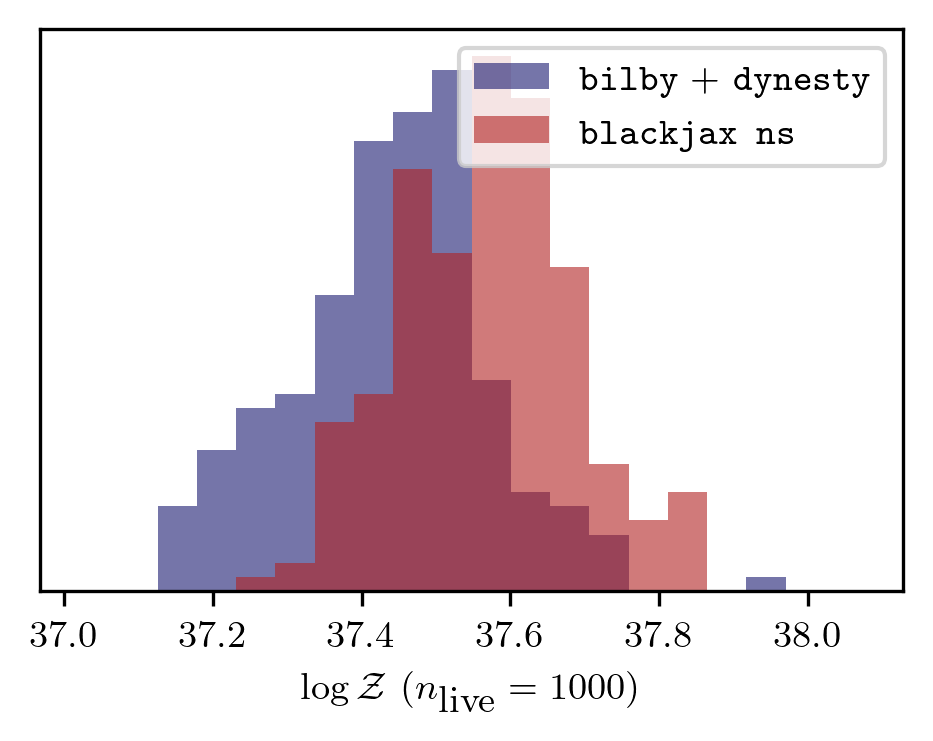 bilby + dynesty
blackjax ns
37.0 37.2 37.4 37.6 37.8 38.0
log 𝒵 (n_live = 1000)